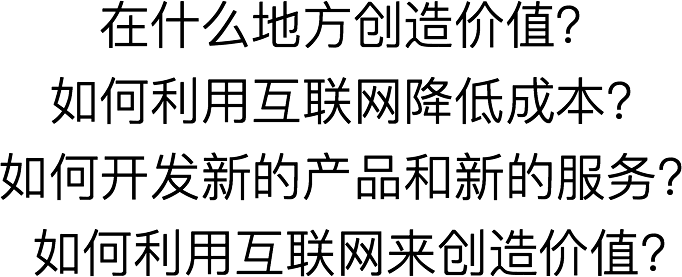 在什么地方创造价值?
如何利用互联网降低成本?
如何开发新的产品和新的服务?
如何利用互联网来创造价值?